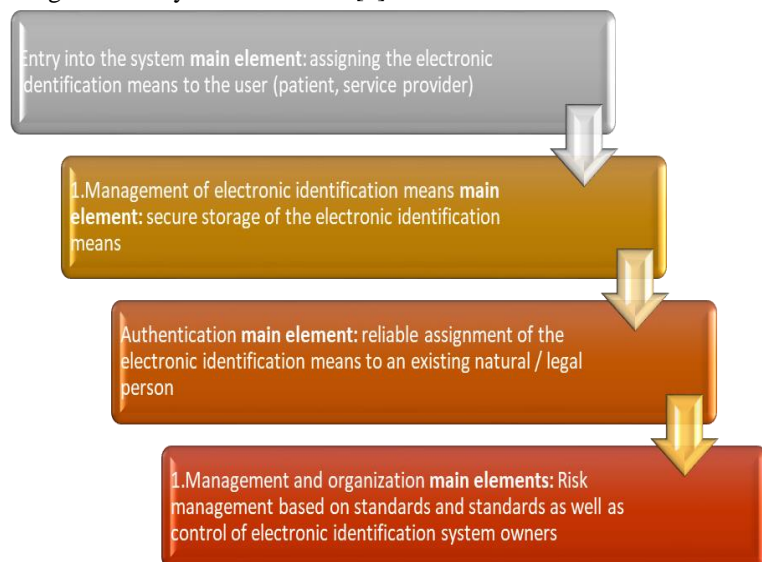 Entry into the system main element: assigning the electronic
identification means to the user (patient, service provider)
1.Management of electronic identification means main
element: secure storage of the electronic identification
means
Authentication main element: reliable assignment of the
electronic identification means to an existing natural / legal
person
1.Management and organization main elements: Risk
management based on standards and standards as well as
control of electronic identification system owners